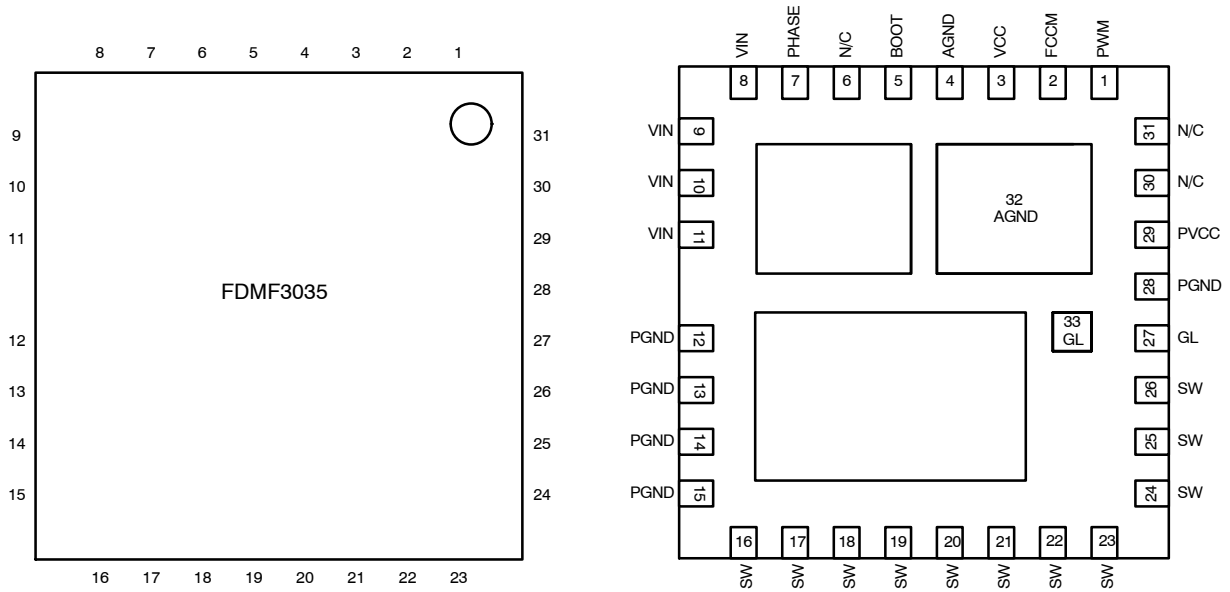 8 7 6 5 4 3 2 1
9 31
10 30
11 29
FDMF3035
28
12 27
13 26
14 25
15 24
16 17 18 19 20 21 22 23
VIN PHASE N/C BOOT AGND VCC FCCM PWM
8 7 6 5 4 3 2 1
VIN 9 31 N/C
VIN 10 30 N/C
32
AGND
VIN 11 29 PVCC
28 PGND
33
GL
PGND 12 27 GL
PGND 13 26 SW
PGND 14 25 SW
PGND 15 24 SW
16 17 18 19 20 21 22 23
SW SW SW SW SW SW SW SW